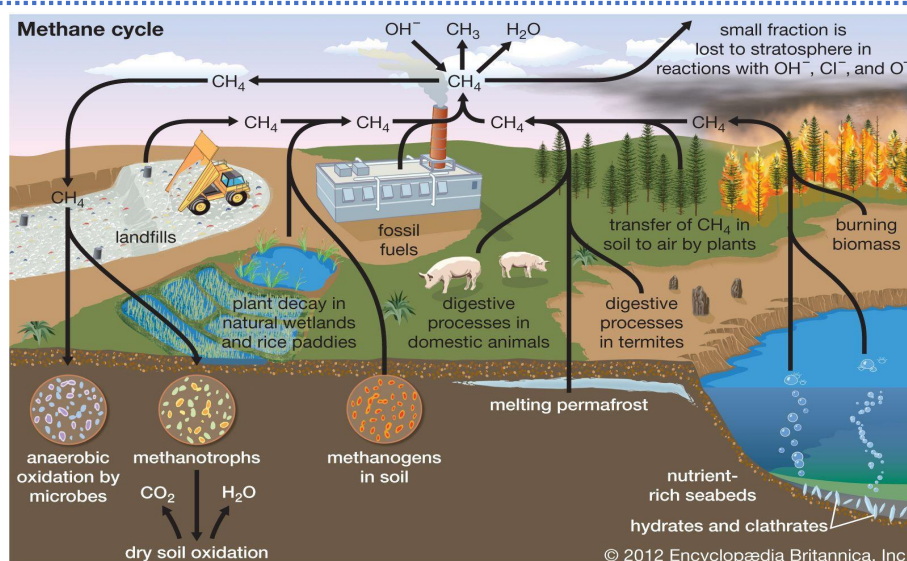 Methane cycle
OH⁻
CH₃
H₂O
small fraction is
lost to stratosphere in
reactions with OH⁻, Cl⁻, and O⁻
CH₄
CH₄
CH₄
CH₄
CH₄
CH₄
CH₄
landfills
fossil
fuels
transfer of CH₄ in
soil to air by plants
burning
biomass
plant decay in
natural wetlands
and rice paddies
digestive
processes in
domestic animals
digestive
processes
in termites
melting permafrost
anaerobic
oxidation by
microbes
methanotrophs
methanogens
in soil
CO₂
H₂O
dry soil oxidation
nutrient-
rich seabeds
hydrates and clathrates
© 2012 Encyclopædia Britannica, Inc